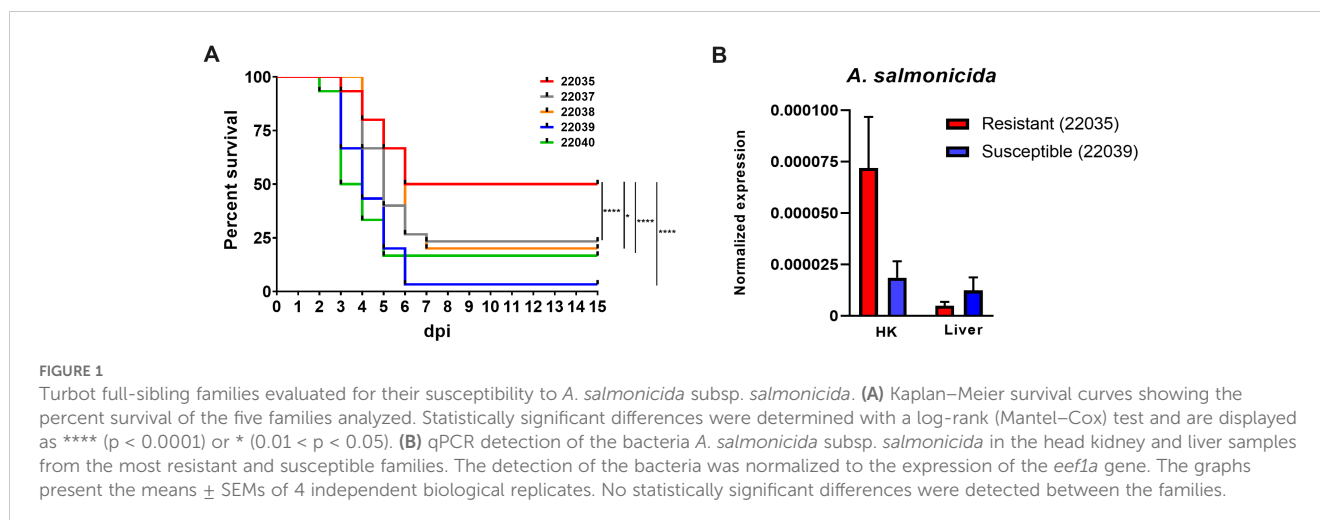 A
100
75
50
25
0
Percent survival
0 1 2 3 4 5 6 7 8 9 10 11 12 13 14 15
dpi
22035
22037
22038
22039
22040
****
*
****
****
B
A. salmonicida
0.000100
0.000075
0.000050
0.000025
0
Normalized expression
HK Liver
Resistant (22035)
Susceptible (22039)
FIGURE 1
Turbot full-sibling families evaluated for their susceptibility to A. salmonicida subsp. salmonicida. (A) Kaplan–Meier survival curves showing the
percent survival of the five families analyzed. Statistically significant differences were determined with a log-rank (Mantel–Cox) test and are displayed
as **** (p < 0.0001) or * (0.01 < p < 0.05). (B) qPCR detection of the bacteria A. salmonicida subsp. salmonicida in the head kidney and liver samples
from the most resistant and susceptible families. The detection of the bacteria was normalized to the expression of the eef1a gene. The graphs
present the means ± SEMs of 4 independent biological replicates. No statistically significant differences were detected between the families.